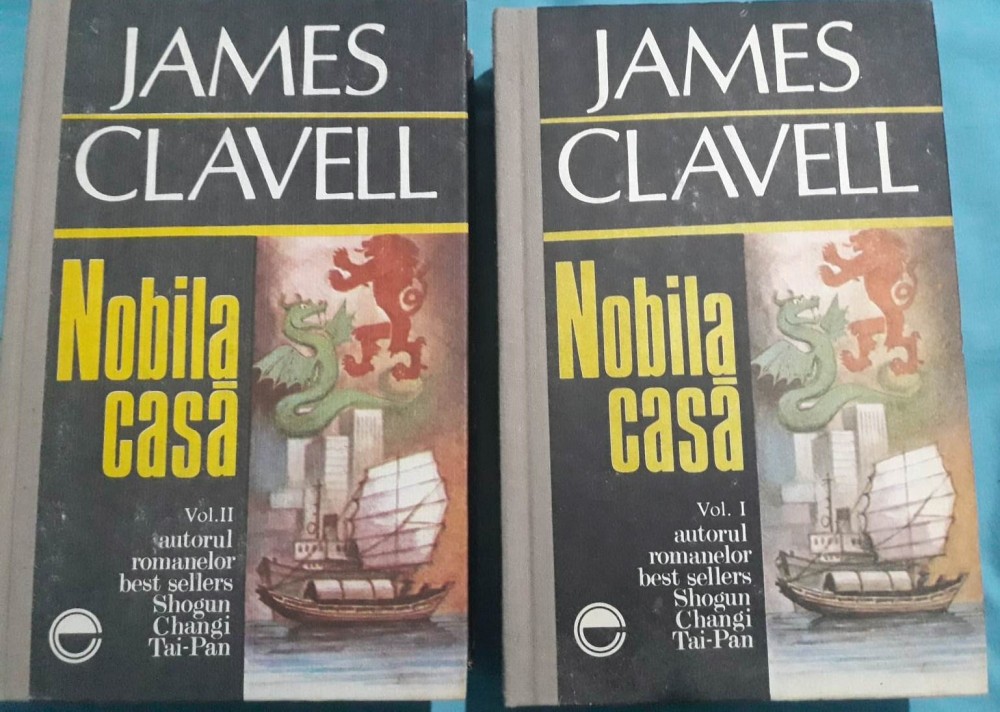 JAMES
CLAVELL
Nobila
casă
Vol.II
autorul
romanelor
best sellers
Shogun
Changi
Tai-Pan
JAMES
CLAVELL
Nobila
casă
Vol. I
autorul
romanelor
best sellers
Shogun
Changi
Tai-Pan